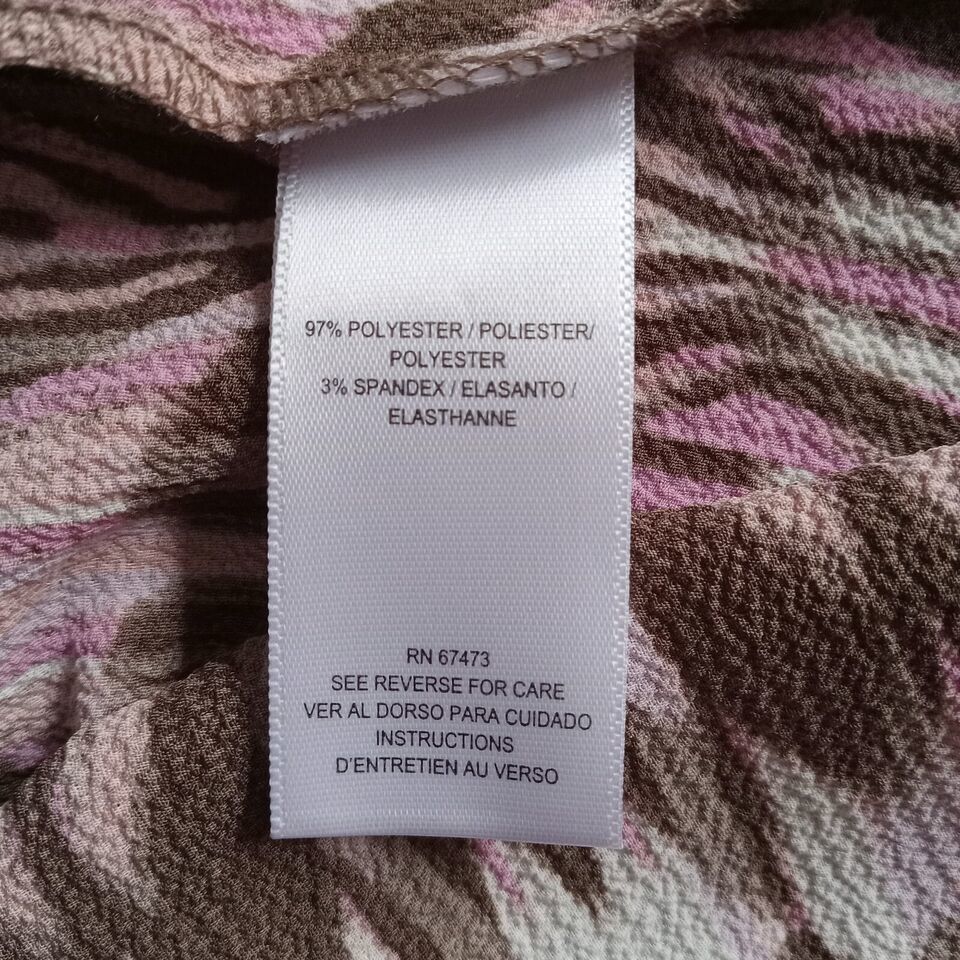 97% POLYESTER / POLIESTER/
POLYESTER
3% SPANDEX / ELASANTO /
ELASTHANNE
RN 67473
SEE REVERSE FOR CARE
VER AL DORSO PARA CUIDADO
INSTRUCTIONS
D'ENTRETIEN AU VERSO